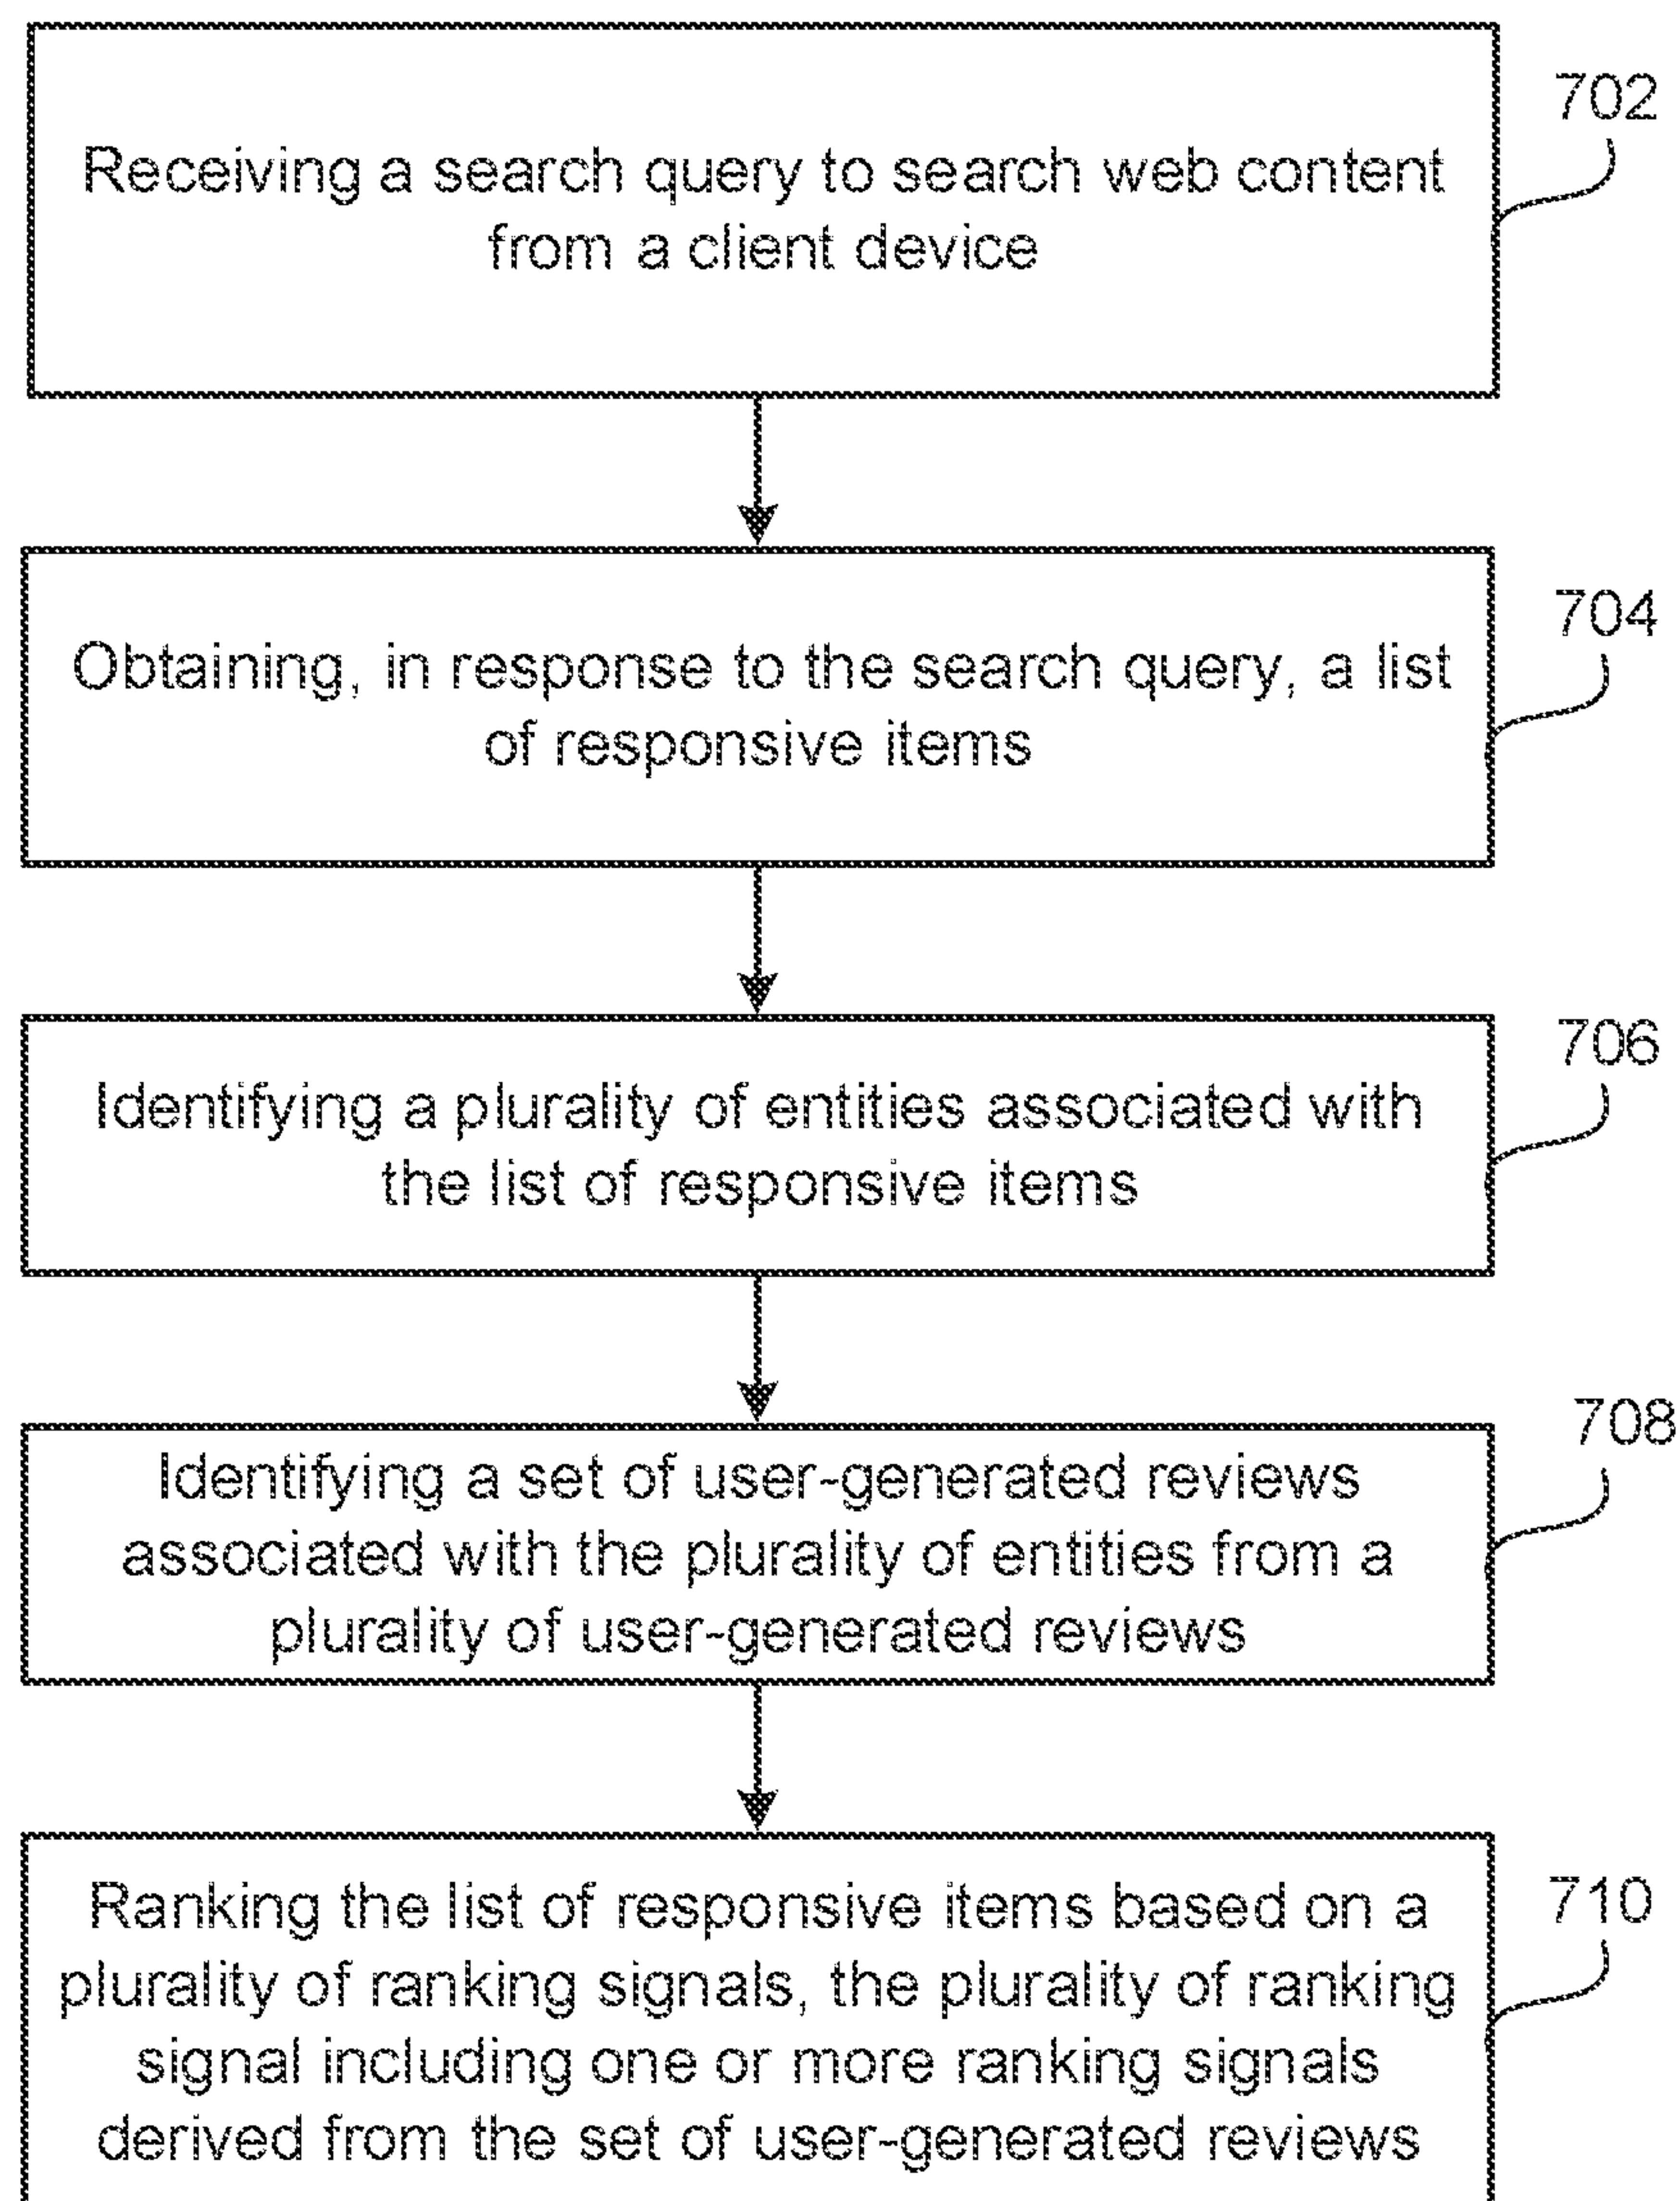 702
Receiving a search query to search web content
from a client device
704
Obtaining, in response to the search query, a list
of responsive items
706
Identifying a plurality of entities associated with
the list of responsive items
708
Identifying a set of user-generated reviews
associated with the plurality of entities from a
plurality of user-generated reviews
710
Ranking the list of responsive items based on a
plurality of ranking signals, the plurality of ranking
signal including one or more ranking signals
derived from the set of user-generated reviews